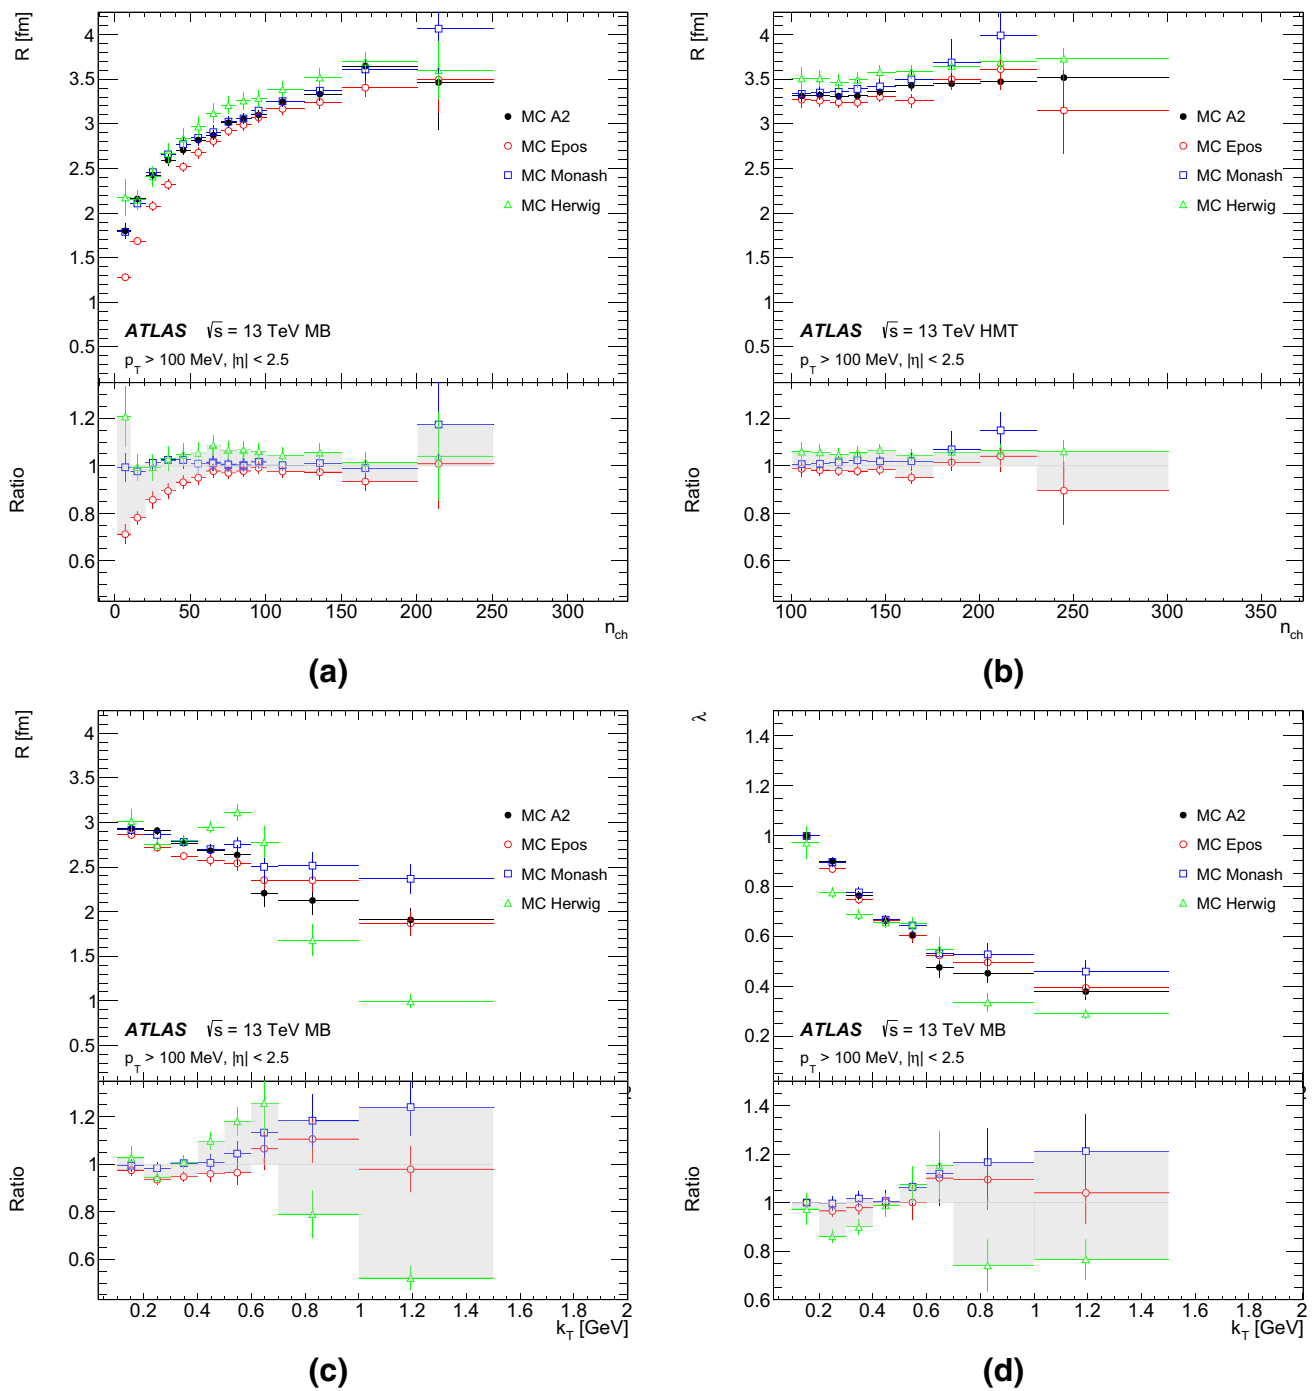 R [fm]
4
3.5
3
2.5
2
1.5
1
0.5
MC A2
MC Epos
MC Monash
MC Herwig
ATLAS √s = 13 TeV MB
p_T > 100 MeV, |η| < 2.5
Ratio
1.2
1
0.8
0.6
0 50 100 150 200 250 300
n_ch
(a)
R [fm]
4
3.5
3
2.5
2
1.5
1
0.5
MC A2
MC Epos
MC Monash
MC Herwig
ATLAS √s = 13 TeV HMT
p_T > 100 MeV, |η| < 2.5
Ratio
1.2
1
0.8
0.6
100 150 200 250 300 350
n_ch
(b)
R [fm]
4
3.5
3
2.5
2
1.5
1
0.5
MC A2
MC Epos
MC Monash
MC Herwig
ATLAS √s = 13 TeV MB
p_T > 100 MeV, |η| < 2.5
Ratio
1.2
1
0.8
0.6
0.2 0.4 0.6 0.8 1 1.2 1.4 1.6 1.8 2
k_T [GeV]
(c)
λ
1.4
1.2
1
0.8
0.6
0.4
0.2
MC A2
MC Epos
MC Monash
MC Herwig
ATLAS √s = 13 TeV MB
p_T > 100 MeV, |η| < 2.5
Ratio
1.4
1.2
1
0.8
0.6
0.2 0.4 0.6 0.8 1 1.2 1.4 1.6 1.8 2
k_T [GeV]
(d)